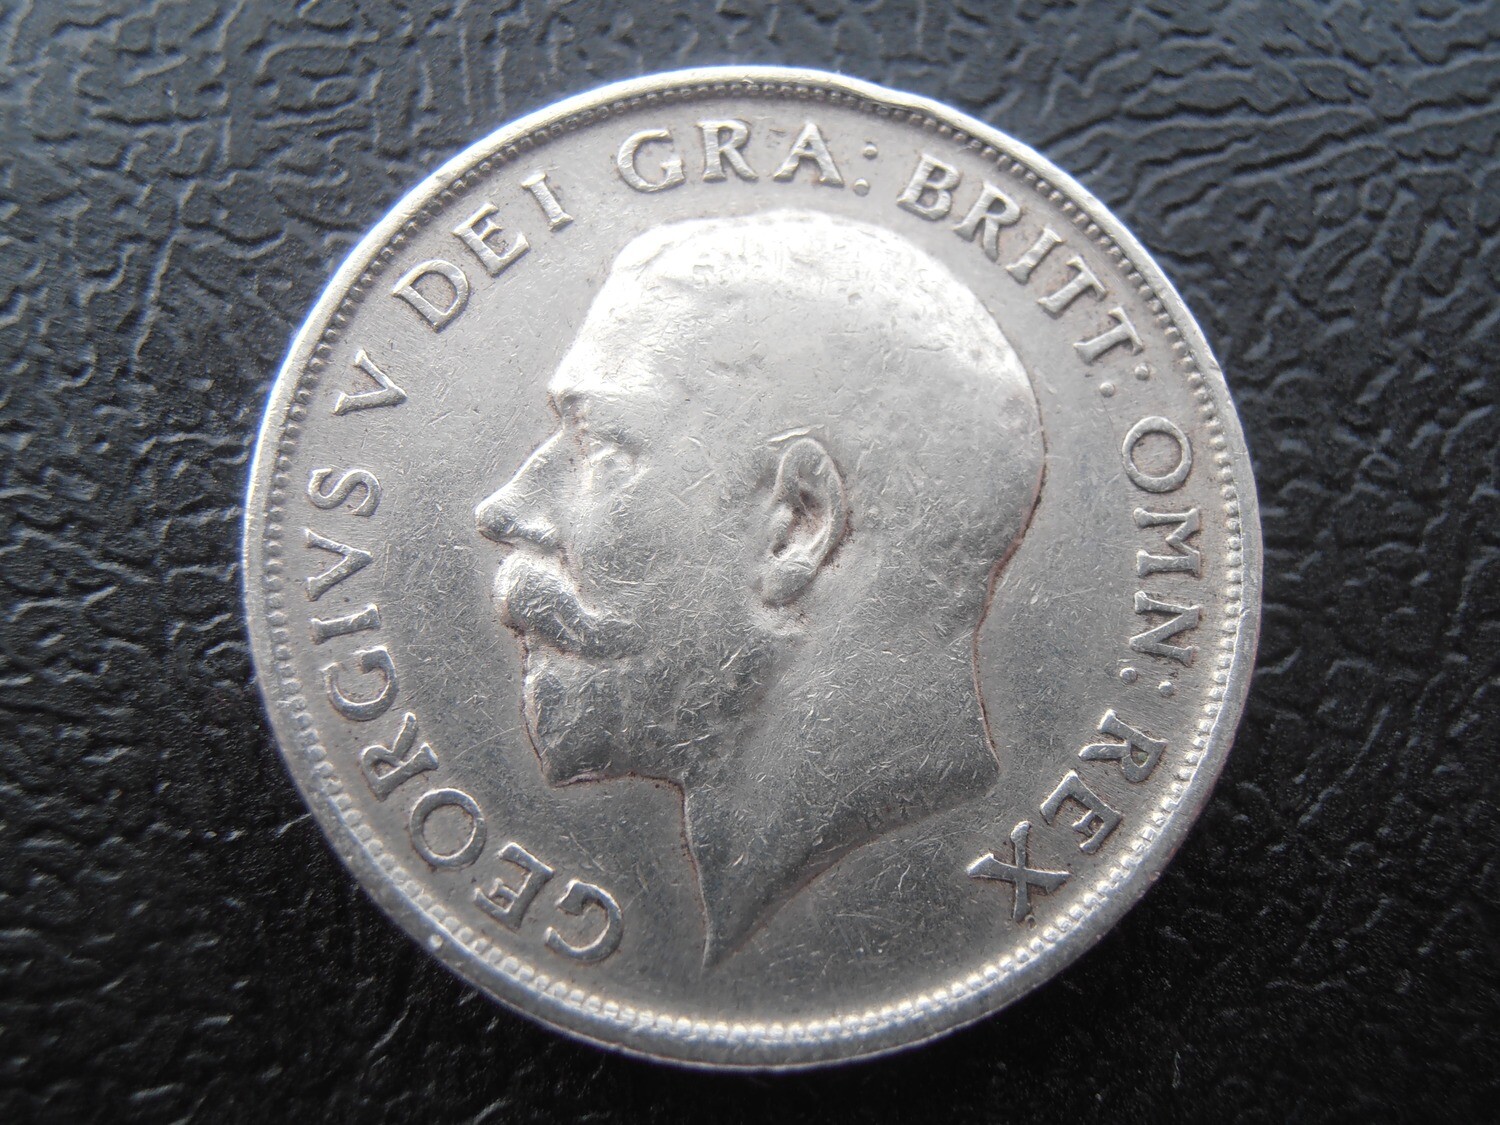 GEORGIVS V DEI GRA: BRITT: OMN: REX
B.M.